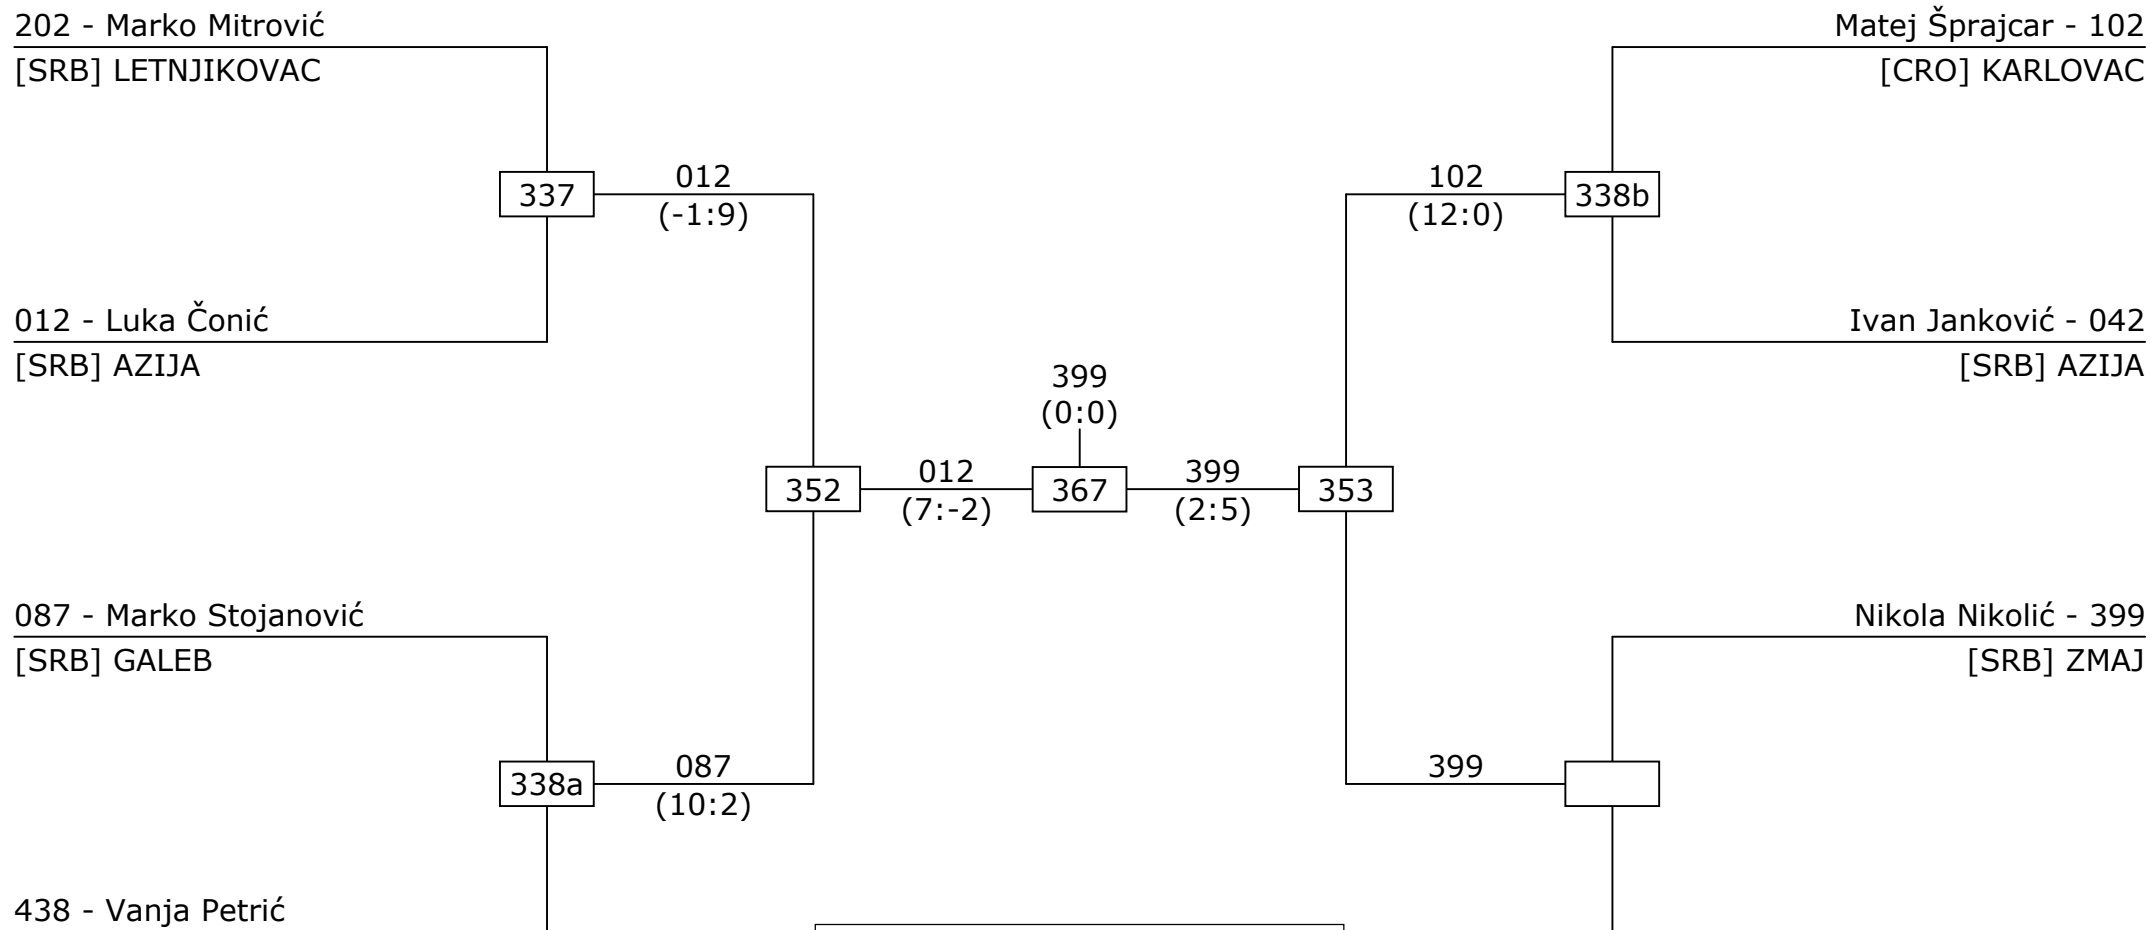 202 - Marko Mitrović
[SRB] LETNJIKOVAC
Matej Šprajcar - 102
[CRO] KARLOVAC
337
012
(-1:9)
102
(12:0)
338b
012 - Luka Čonić
[SRB] AZIJA
Ivan Janković - 042
[SRB] AZIJA
399
(0:0)
352
012
(7:-2)
367
399
(2:5)
353
087 - Marko Stojanović
[SRB] GALEB
Nikola Nikolić - 399
[SRB] ZMAJ
338a
087
(10:2)
399
438 - Vanja Petrić